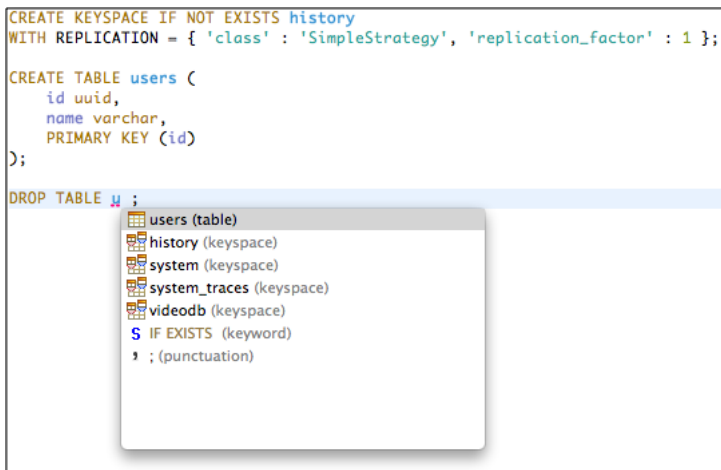 CREATE KEYSPACE IF NOT EXISTS history
WITH REPLICATION = { 'class' : 'SimpleStrategy', 'replication_factor' : 1 };
CREATE TABLE users (
id uuid,
name varchar,
PRIMARY KEY (id)
);
DROP TABLE u ;
users (table)
history (keyspace)
system (keyspace)
system_traces (keyspace)
videodb (keyspace)
S IF EXISTS (keyword)
, ; (punctuation)